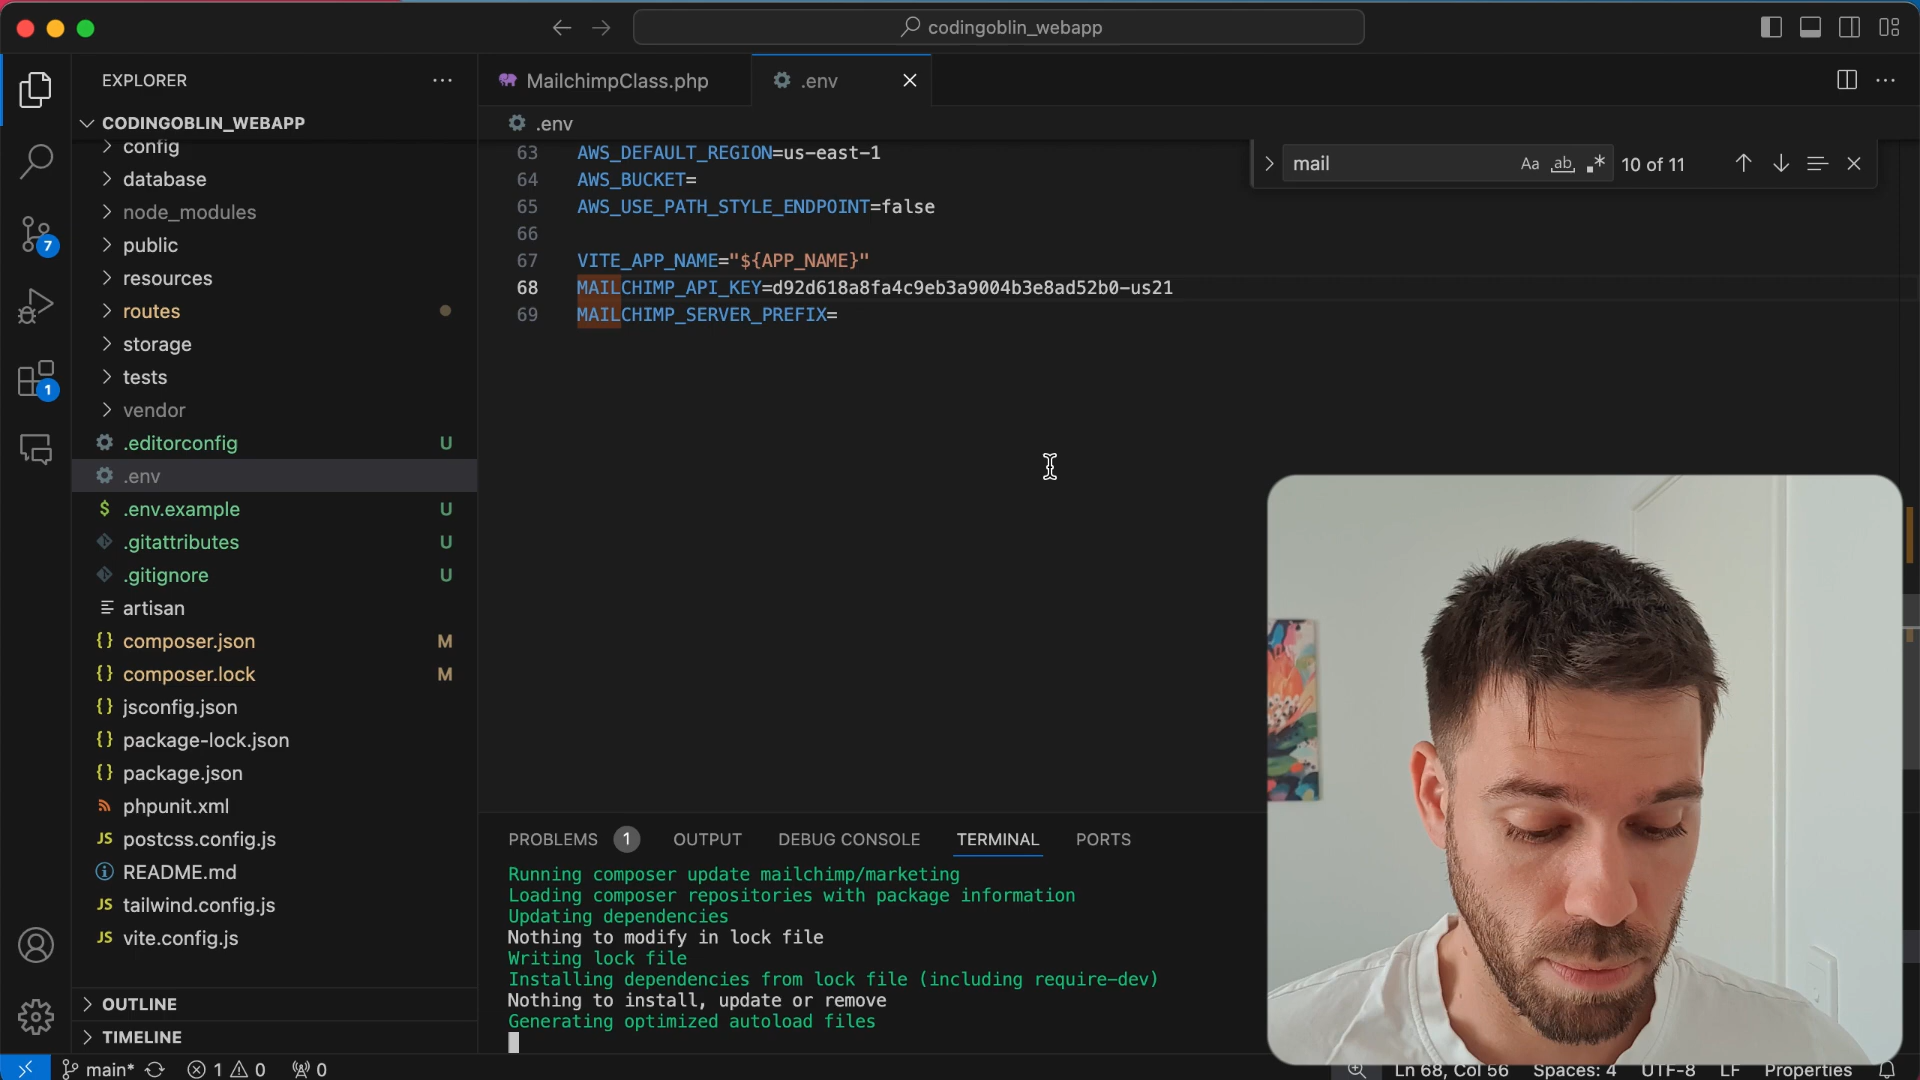 codingoblin_webapp
EXPLORER
CODINGOBLIN_WEBAPP
config
database
node_modules
public
resources
routes
storage
tests
vendor
.editorconfig U
.env
.env.example U
.gitattributes U
.gitignore U
artisan
composer.json M
composer.lock M
jsconfig.json
package-lock.json
package.json
phpunit.xml
postcss.config.js
README.md
tailwind.config.js
vite.config.js
OUTLINE
TIMELINE
7
1
MailchimpClass.php
.env
.env
mail
Aa ab 10 of 11
63 AWS_DEFAULT_REGION=us-east-1
64 AWS_BUCKET=
65 AWS_USE_PATH_STYLE_ENDPOINT=false
66
67 VITE_APP_NAME="${APP_NAME}"
68 MAILCHIMP_API_KEY=d92d618a8fa4c9eb3a9004b3e8ad52b0-us21
69 MAILCHIMP_SERVER_PREFIX=
PROBLEMS 1 OUTPUT DEBUG CONSOLE TERMINAL PORTS
Running composer update mailchimp/marketing
Loading composer repositories with package information
Updating dependencies
Nothing to modify in lock file
Writing lock file
Installing dependencies from lock file (including require-dev)
Nothing to install, update or remove
Generating optimized autoload files
main* 1 0 0 Ln 68, Col 56 Spaces: 4 UTF-8 LF Properties